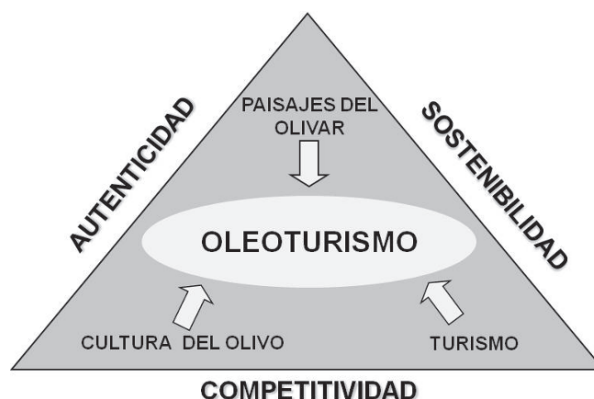 PAISAJES DEL
OLIVAR
AUTENTICIDAD
SOSTENIBILIDAD
OLEOTURISMO
CULTURA DEL OLIVO
TURISMO
COMPETITIVIDAD